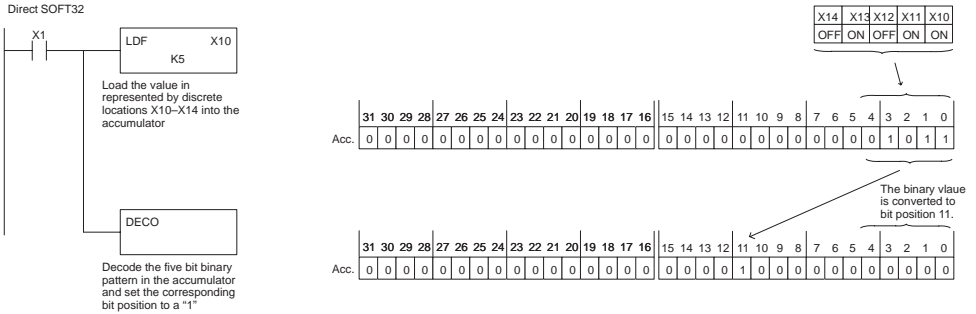 Direct SOFT32
X1
LDF X10
K5
Load the value in
represented by discrete
locations X10–X14 into the
accumulator
DECO
Decode the five bit binary
pattern in the accumulator
and set the corresponding
bit position to a “1”
X14 X13 X12 X11 X10
OFF ON OFF ON ON
31 30 29 28 27 26 25 24 23 22 21 20 19 18 17 16 15 14 13 12 11 10 9 8 7 6 5 4 3 2 1 0
Acc. 0 0 0 0 0 0 0 0 0 0 0 0 0 0 0 0 0 0 0 0 0 0 0 0 0 0 0 0 1 0 1 1
The binary vlaue
is converted to
bit position 11.
31 30 29 28 27 26 25 24 23 22 21 20 19 18 17 16 15 14 13 12 11 10 9 8 7 6 5 4 3 2 1 0
Acc. 0 0 0 0 0 0 0 0 0 0 0 0 0 0 0 0 0 0 0 0 1 0 0 0 0 0 0 0 0 0 0 0